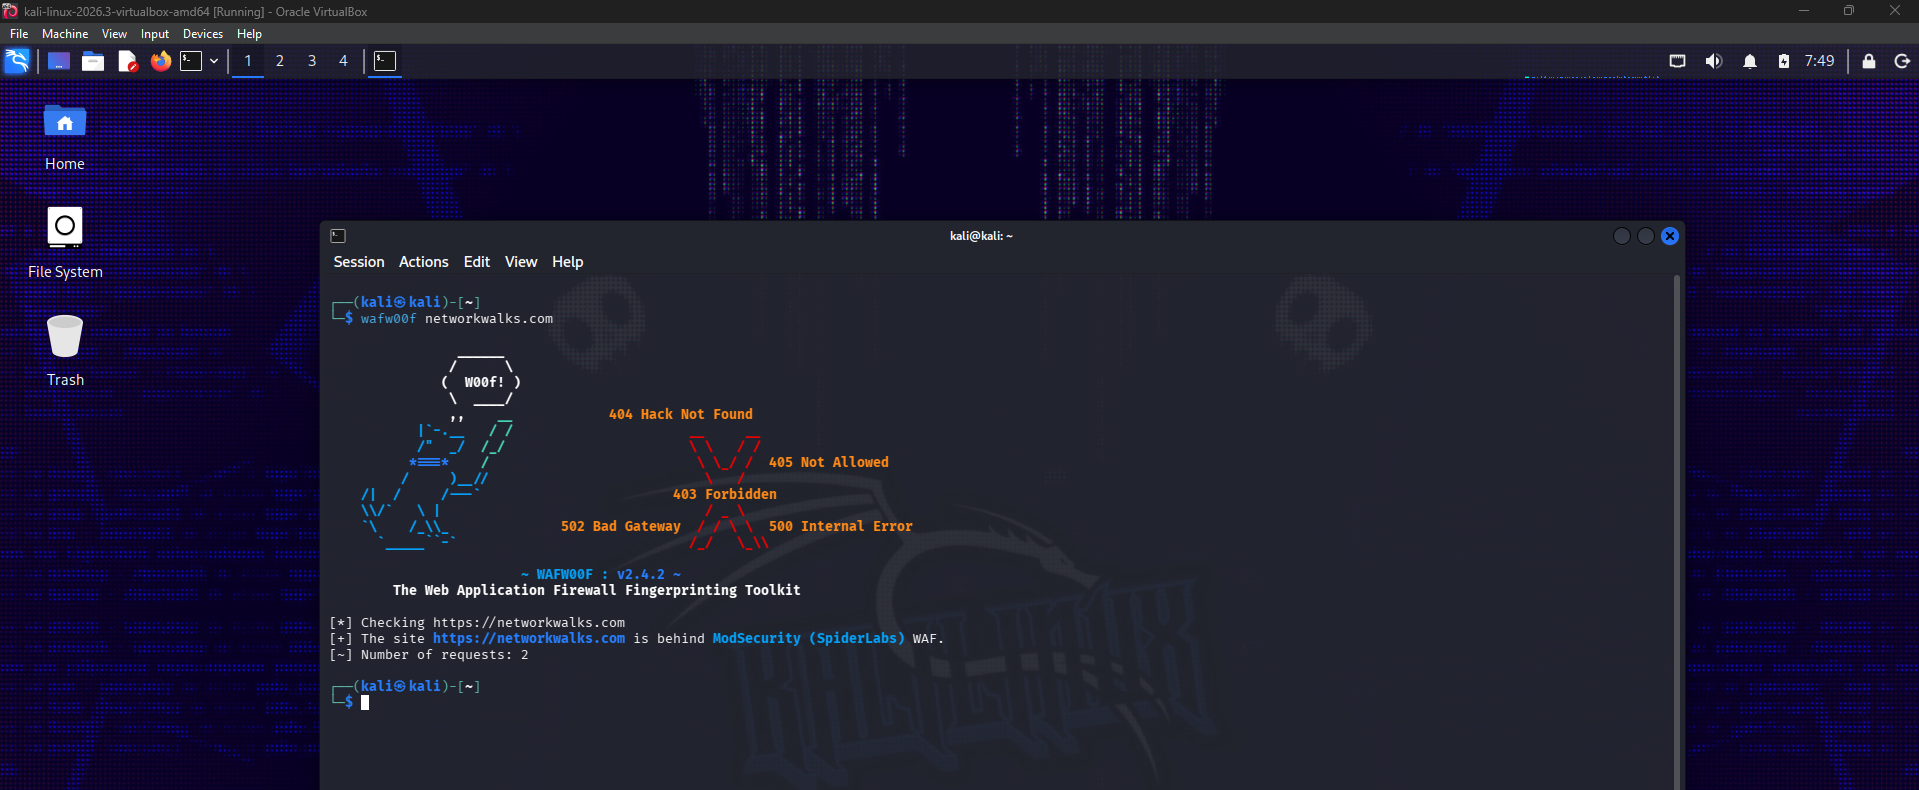 kali-linux-2026.3-virtualbox-amd64 [Running] - Oracle VirtualBox
File Machine View Input Devices Help
1 2 3 4
7:49
Home
File System
Trash
kali@kali: ~
Session Actions Edit View Help
┌──(kali㉿kali)-[~]
└─$ wafw00f networkwalks.com
W00f!
404 Hack Not Found
405 Not Allowed
403 Forbidden
502 Bad Gateway 500 Internal Error
~ WAFW00F : v2.4.2 ~
The Web Application Firewall Fingerprinting Toolkit
[*] Checking https://networkwalks.com
[+] The site https://networkwalks.com is behind ModSecurity (SpiderLabs) WAF.
[~] Number of requests: 2
┌──(kali㉿kali)-[~]
└─$
KALI LINUX